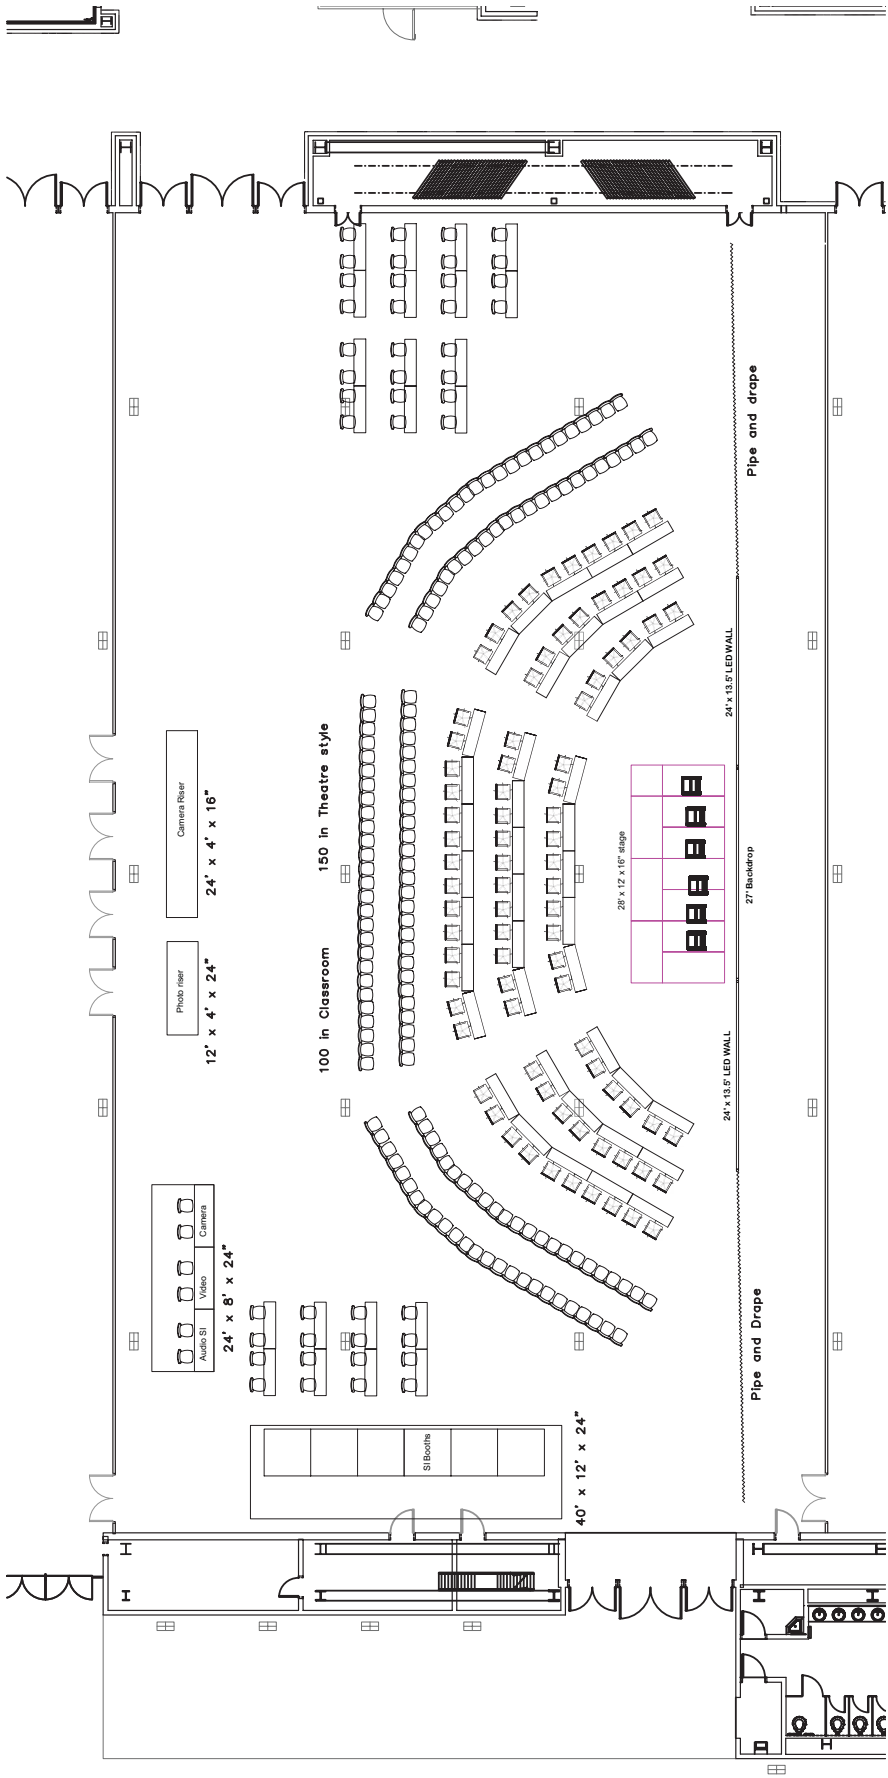 Pipe and drape
24' x 13.5' LED WALL
Camera Riser
24' x 4' x 16"
150 in Theatre style
28' x 12' x 16" stage
27' Backdrop
Photo riser
12' x 4' x 24"
100 in Classroom
24' x 13.5' LED WALL
Camera
Video
Audio SI
24' x 8' x 24"
Pipe and Drape
SI Booths
40' x 12' x 24"